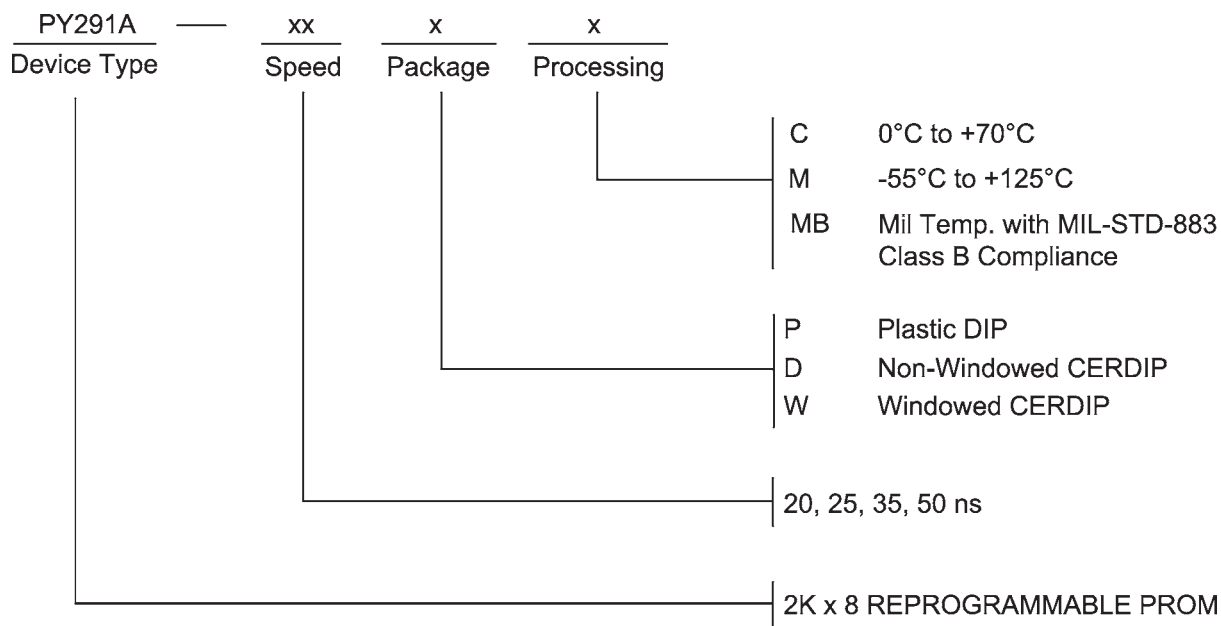 PY291A — xx x x
Device Type Speed Package Processing
C 0°C to +70°C
M -55°C to +125°C
MB Mil Temp. with MIL-STD-883
Class B Compliance
P Plastic DIP
D Non-Windowed CERDIP
W Windowed CERDIP
20, 25, 35, 50 ns
2K x 8 REPROGRAMMABLE PROM